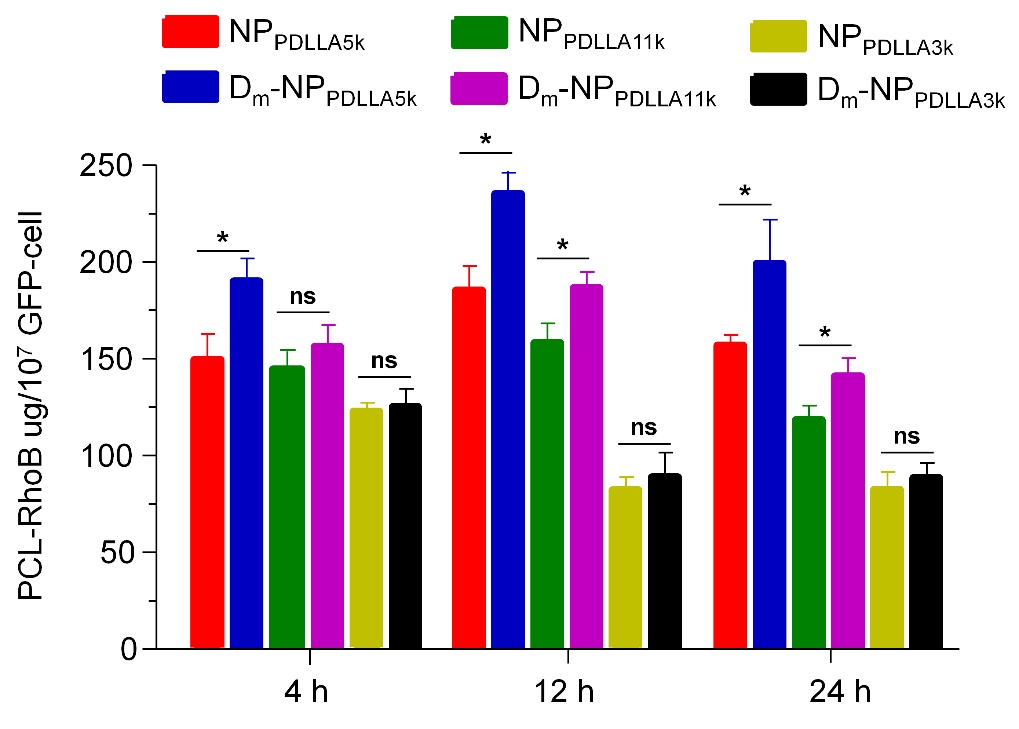 NPPDLLA5k NPPDLLA11k NPPDLLA3k
Dm-NPPDLLA5k Dm-NPPDLLA11k Dm-NPPDLLA3k
PCL-RhoB ug/10⁷ GFP-cell
250
200
150
100
50
0
* ns ns
* * ns
* * ns
4 h 12 h 24 h